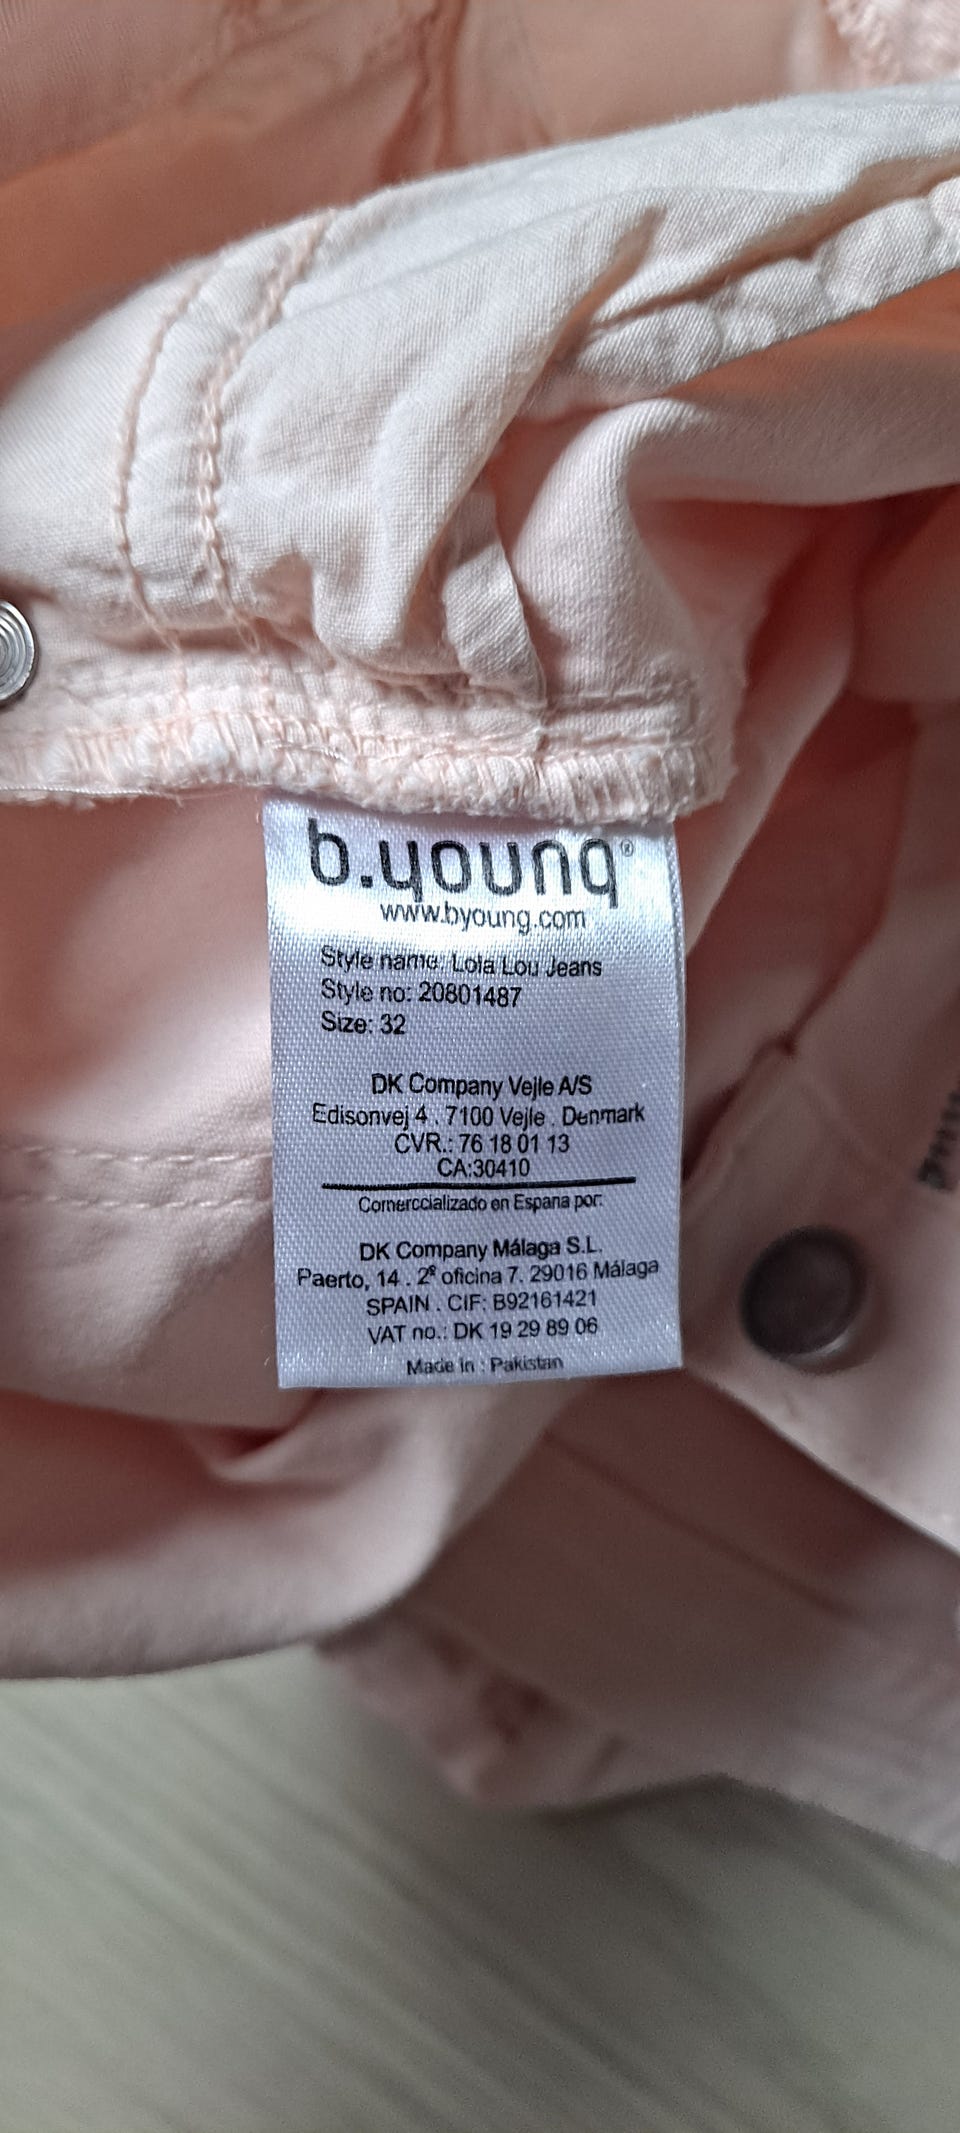 b.young®
www.byoung.com
Style name: Lola Lou Jeans
Style no: 20801487
Size: 32
DK Company Vejle A/S
Edisonvej 4 . 7100 Vejle . Denmark
CVR.: 76 18 01 13
CA:30410
Comerccializado en Espana por:
DK Company Málaga S.L.
Paerto, 14 . 2º oficina 7. 29016 Málaga
SPAIN . CIF: B92161421
VAT no.: DK 19 29 89 06
Made in : Pakistan